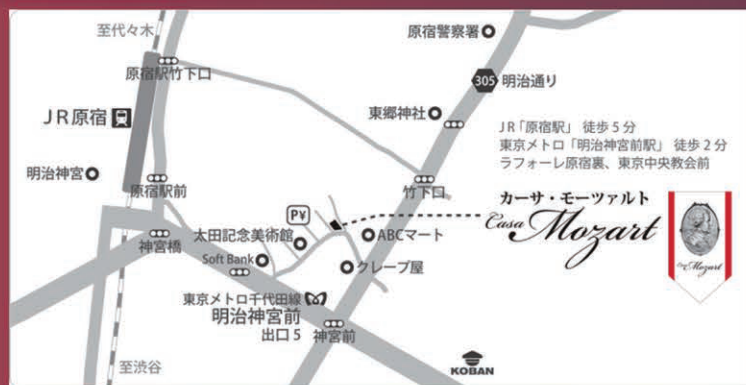 至代々木
原宿警察署
原宿駅竹下口
305 明治通り
JR原宿
東郷神社
JR「原宿駅」 徒歩5分
東京メトロ「明治神宮前駅」 徒歩2分
ラフォーレ原宿裏、東京中央教会前
明治神宮
原宿駅前
竹下口
カーサ・モーツァルト
Casa Mozart
P¥
神宮橋
太田記念美術館
ABCマート
Soft Bank
クレープ屋
Casa Mozart
東京メトロ千代田線
明治神宮前
出口5
神宮前
至渋谷
KOBAN